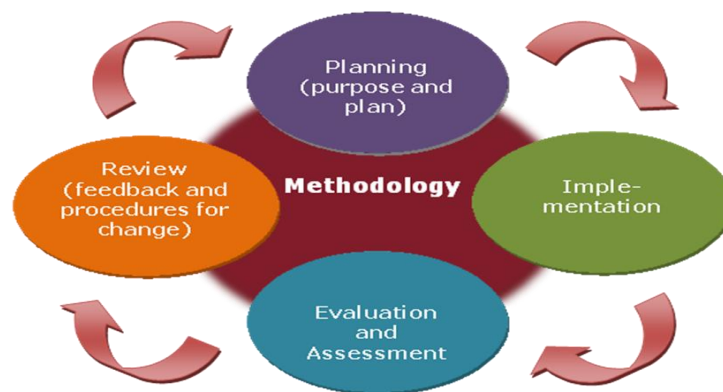 Planning
(purpose and
plan)
Methodology
Imple-
mentation
Evaluation
and
Assessment
Review
(feedback and
procedures for
change)